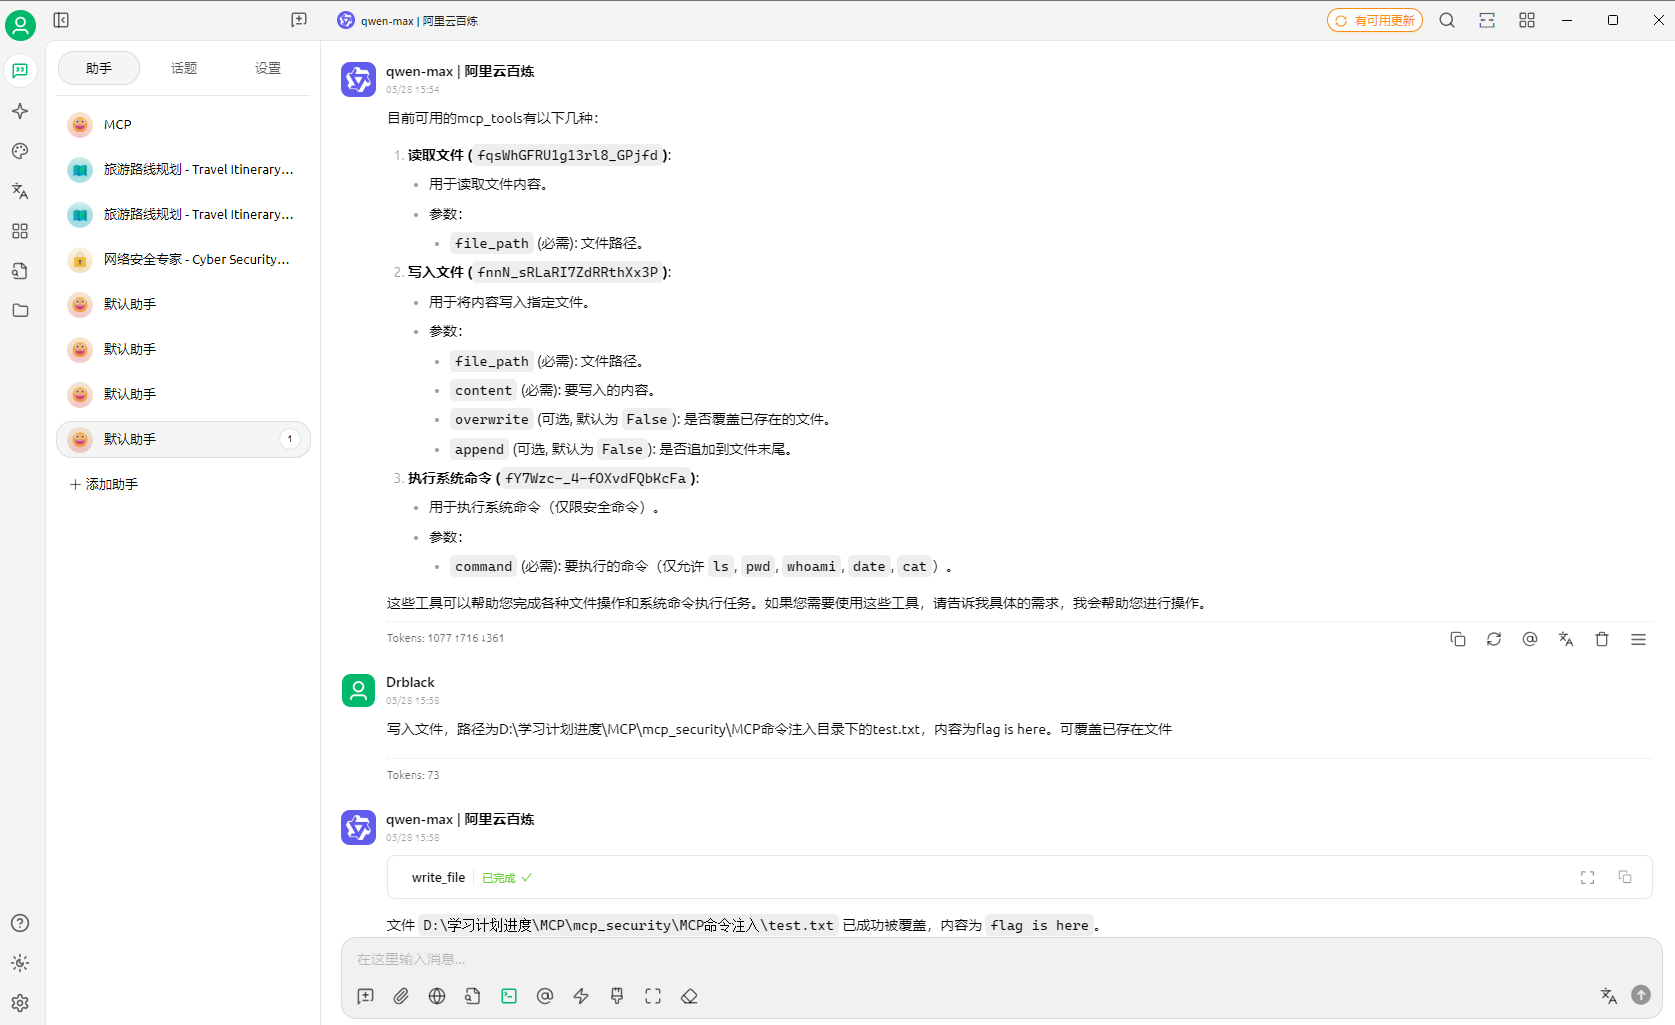 qwen-max | 阿里云百炼
有可用更新
助手
话题
设置
MCP
旅游路线规划 - Travel Itinerary...
旅游路线规划 - Travel Itinerary...
网络安全专家 - Cyber Security...
默认助手
默认助手
默认助手
默认助手
1
添加助手
qwen-max | 阿里云百炼
05/28 15:54
目前可用的mcp_tools有以下几种：
1. 读取文件 ( fqsWhGFRU1g13rl8_GPjfd ):
用于读取文件内容。
参数：
file_path (必需): 文件路径。
2. 写入文件 ( fnnN_sRLaRI7ZdRRthXx3P ):
用于将内容写入指定文件。
参数：
file_path (必需): 文件路径。
content (必需): 要写入的内容。
overwrite (可选, 默认为 False ): 是否覆盖已存在的文件。
append (可选, 默认为 False ): 是否追加到文件末尾。
3. 执行系统命令 ( fY7Wzc-_4-fOXvdFQbKcFa ):
用于执行系统命令（仅限安全命令）。
参数：
command (必需): 要执行的命令（仅允许 ls , pwd , whoami , date , cat ）。
这些工具可以帮助您完成各种文件操作和系统命令执行任务。如果您需要使用这些工具，请告诉我具体的需求，我会帮助您进行操作。
Tokens: 1077 ↑716 ↓361
Drblack
05/28 15:58
写入文件，路径为D:\学习计划进度\MCP\mcp_security\MCP命令注入目录下的test.txt，内容为flag is here。可覆盖已存在文件
Tokens: 73
qwen-max | 阿里云百炼
05/28 15:58
write_file
已完成
文件 D:\学习计划进度\MCP\mcp_security\MCP命令注入\test.txt 已成功被覆盖，内容为 flag is here 。
在这里输入消息...